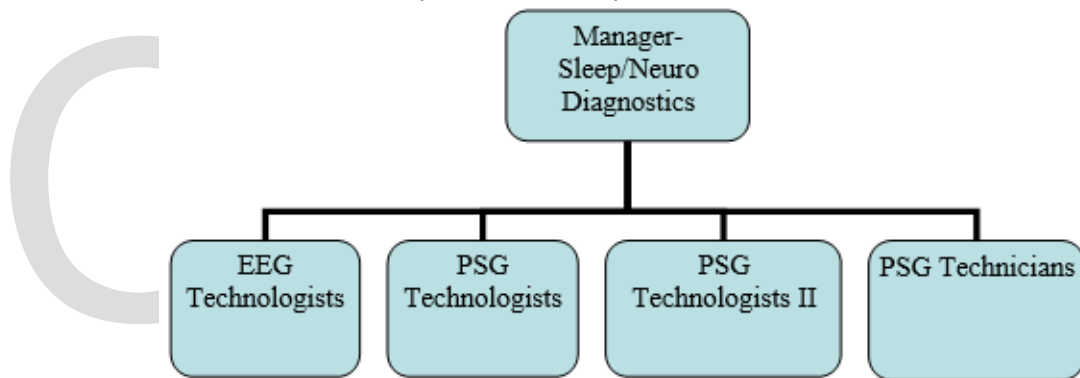 Manager-
Sleep/Neuro
Diagnostics
EEG
Technologists
PSG
Technologists
PSG
Technologists II
PSG Technicians